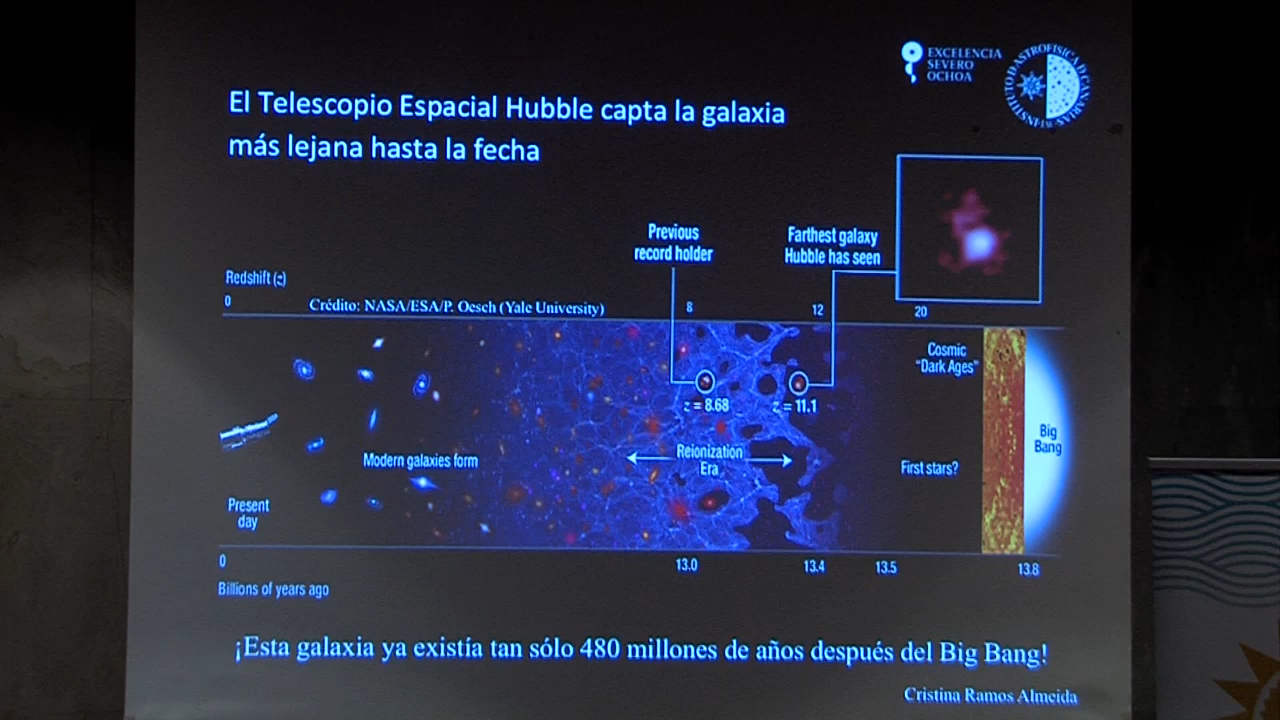 EXCELENCIA
SEVERO
OCHOA
INSTITUTO D ASTROFISICA D CANARIAS
El Telescopio Espacial Hubble capta la galaxia
más lejana hasta la fecha
Previous
record holder
Farthest galaxy
Hubble has seen
Redshift (z)
0
Crédito: NASA/ESA/P. Oesch (Yale University)
8
12
20
Cosmic
"Dark Ages"
z = 8.68
z = 11.1
Big
Bang
Modern galaxies form
Reionization
Era
First stars?
Present
day
0
13.0
13.4
13.5
13.8
Billions of years ago
¡Esta galaxia ya existía tan sólo 480 millones de años después del Big Bang!
Cristina Ramos Almeida